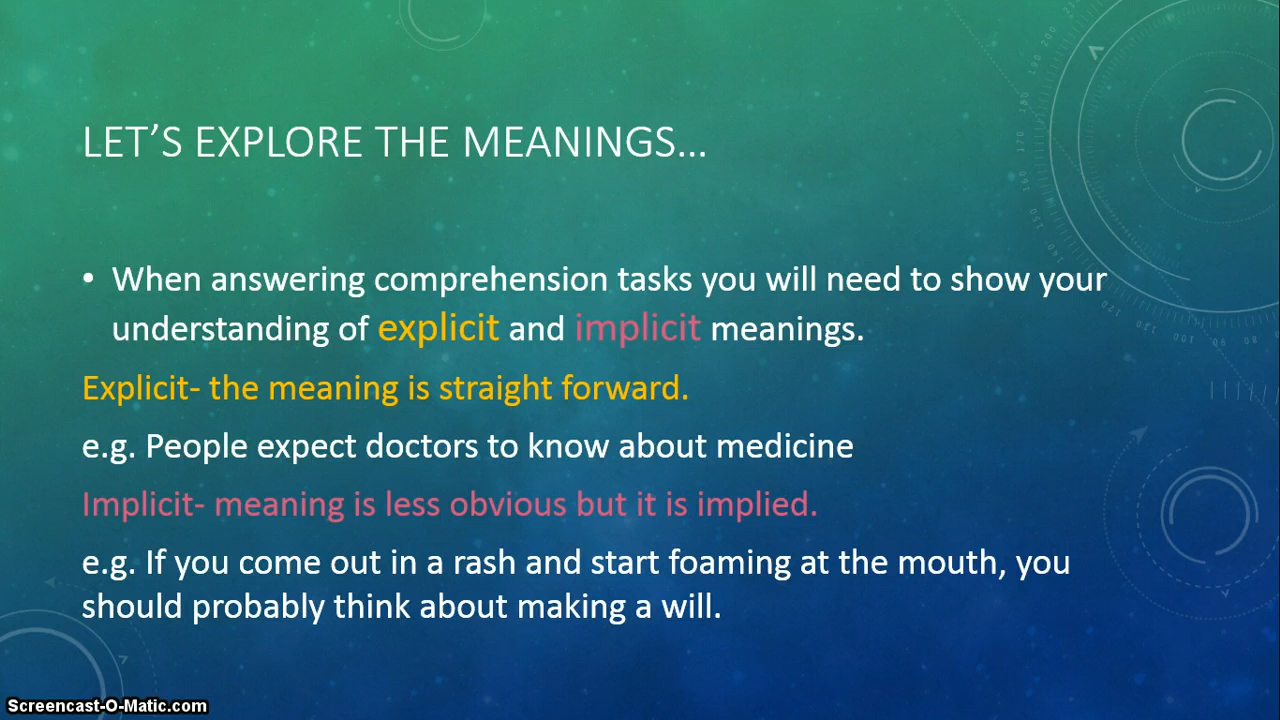 LET'S EXPLORE THE MEANINGS...
• When answering comprehension tasks you will need to show your
understanding of explicit and implicit meanings.
Explicit- the meaning is straight forward.
e.g. People expect doctors to know about medicine
Implicit- meaning is less obvious but it is implied.
e.g. If you come out in a rash and start foaming at the mouth, you
should probably think about making a will.
Screencast-O-Matic.com